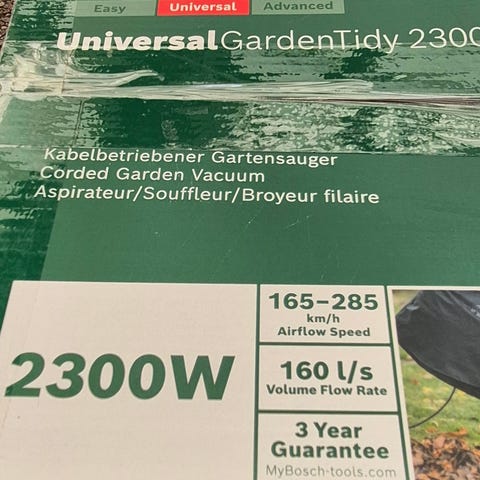 Easy Universal Advanced
UniversalGardenTidy 2300
Kabelbetriebener Gartensauger
Corded Garden Vacuum
Aspirateur/Souffleur/Broyeur filaire
2300W
165-285
km/h
Airflow Speed
160 l/s
Volume Flow Rate
3 Year
Guarantee
MyBosch-tools.com